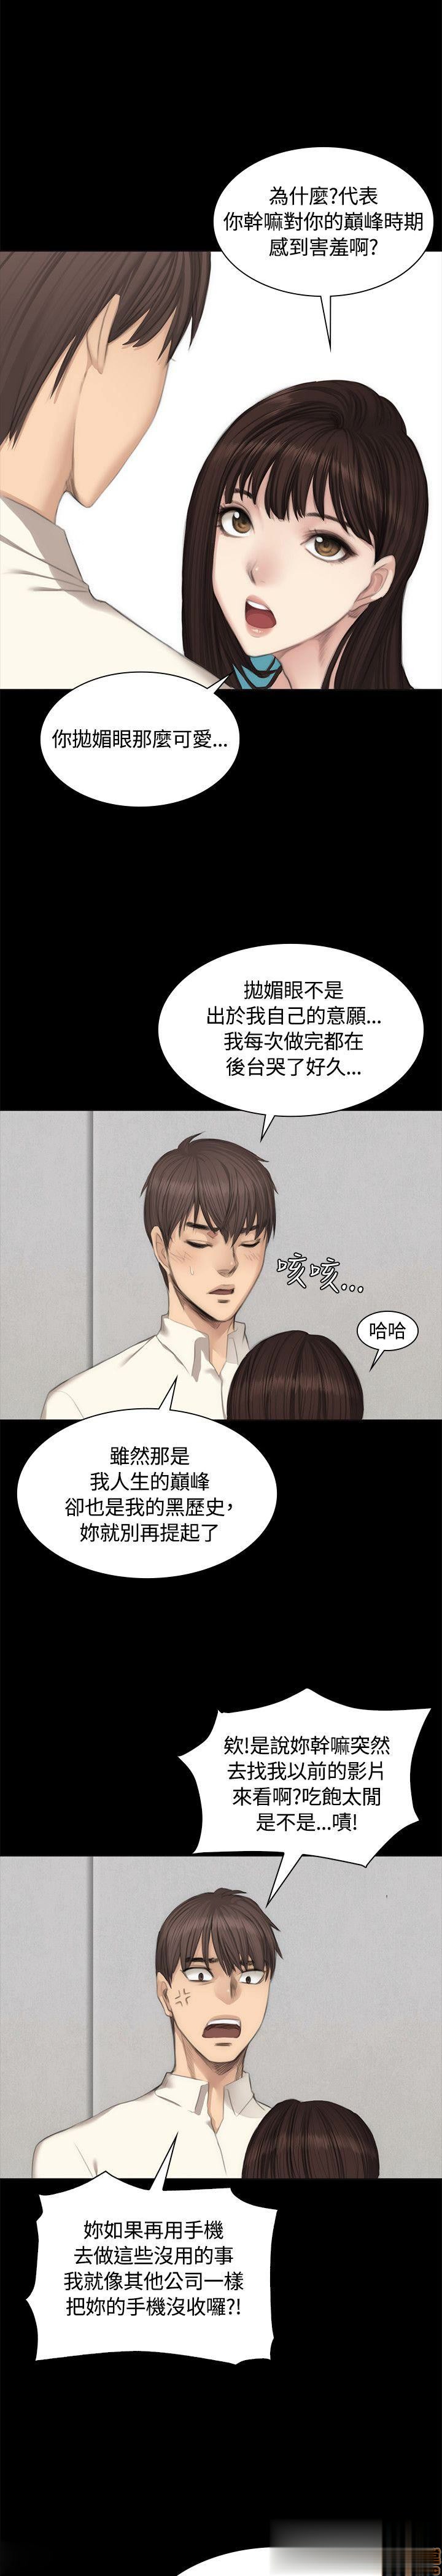 為什麼?代表
你幹嘛對你的巔峰時期
感到害羞啊?
你拋媚眼那麼可愛...
拋媚眼不是
出於我自己的意願...
我每次做完都在
後台哭了好久...
咳咳...
哈哈
雖然那是
我人生的巔峰
卻也是我的黑歷史,
妳就別再提起了
欸!是說妳幹嘛突然
去找我以前的影片
來看啊?吃飽太閒
是不是...嘖!
妳如果再用手機
去做這些沒用的事
我就像其他公司一樣
把妳的手機沒收囉?!